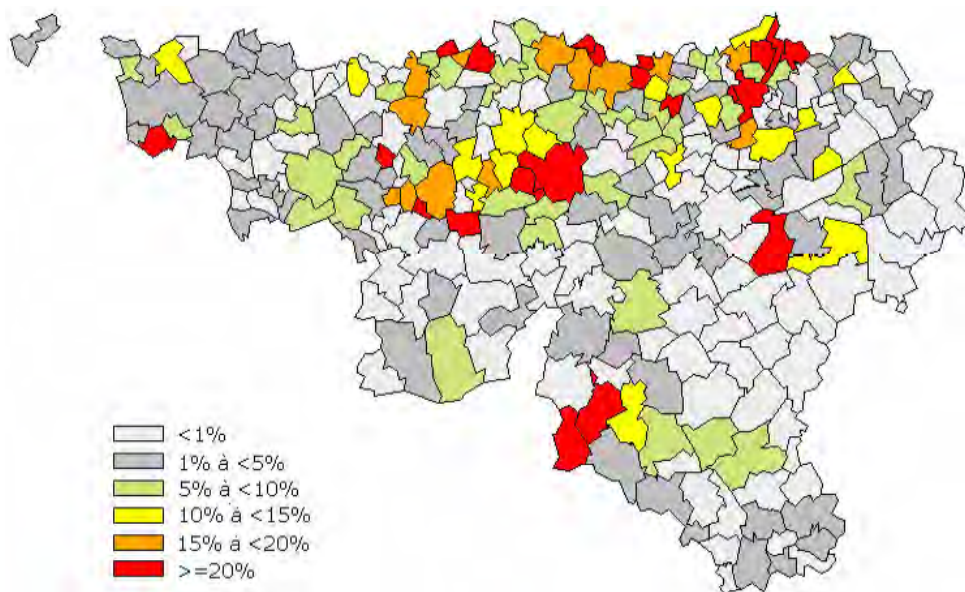 <1%
1% à <5%
5% à <10%
10% à <15%
15% à <20%
>=20%